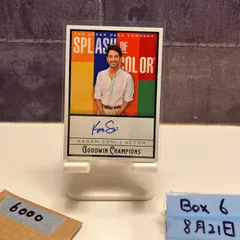 THE UPPER DECK COMPANY
SPLASH OF
COLOR
KARAN SONI | ACTOR
GOODWIN CHAMPIONS
6000
Box 6
8月21日